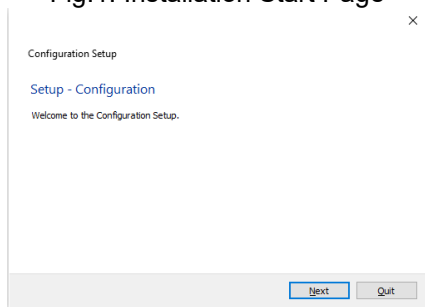 Fig.1. Installation Start Page
Configuration Setup
Setup - Configuration
Welcome to the Configuration Setup.
Next
Quit